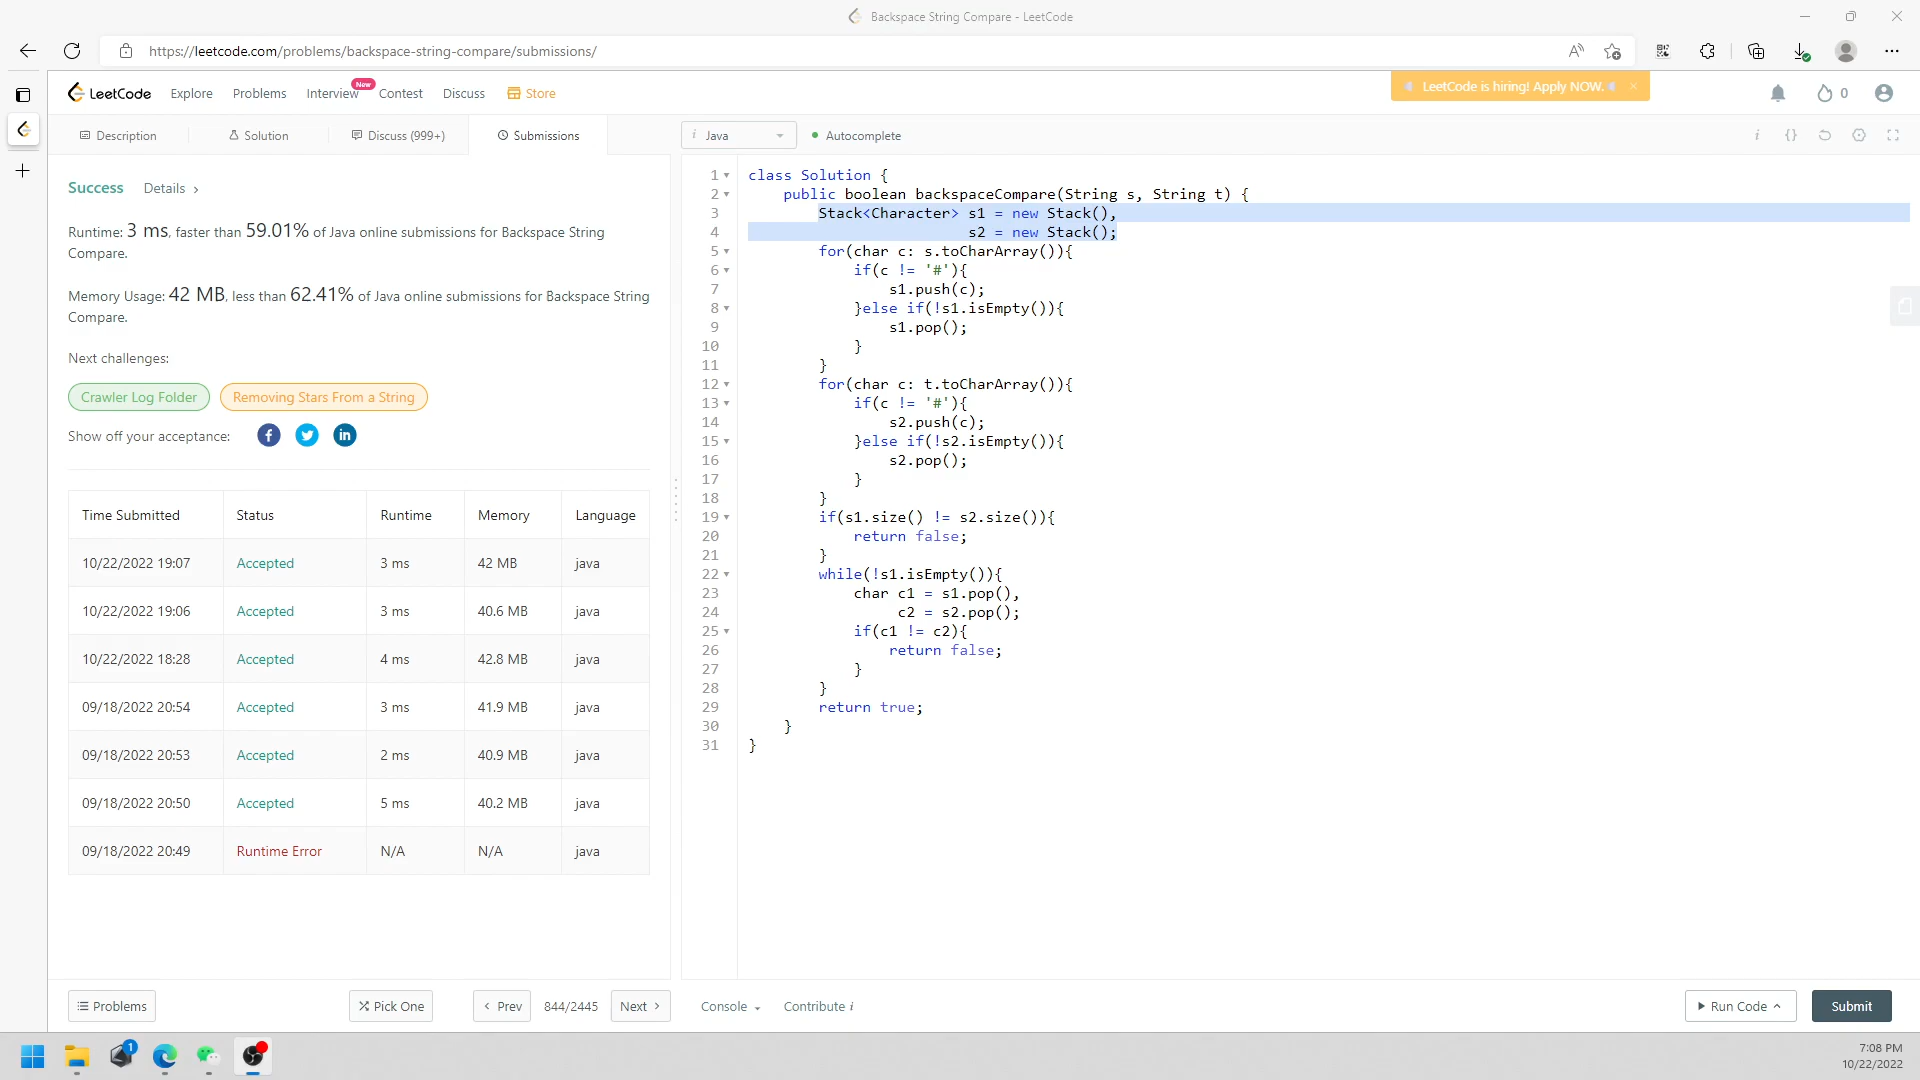 Backspace String Compare - LeetCode
https://leetcode.com/problems/backspace-string-compare/submissions/
LeetCode Explore Problems Interview New Contest Discuss Store
LeetCode is hiring! Apply NOW. ×
0
Description
Solution
Discuss (999+)
Submissions
i Java
Autocomplete
i {}
Success Details >
Runtime: 3 ms, faster than 59.01% of Java online submissions for Backspace String
Compare.
Memory Usage: 42 MB, less than 62.41% of Java online submissions for Backspace String
Compare.
Next challenges:
Crawler Log Folder Removing Stars From a String
Show off your acceptance:
Time Submitted Status Runtime Memory Language
10/22/2022 19:07 Accepted 3 ms 42 MB java
10/22/2022 19:06 Accepted 3 ms 40.6 MB java
10/22/2022 18:28 Accepted 4 ms 42.8 MB java
09/18/2022 20:54 Accepted 3 ms 41.9 MB java
09/18/2022 20:53 Accepted 2 ms 40.9 MB java
09/18/2022 20:50 Accepted 5 ms 40.2 MB java
09/18/2022 20:49 Runtime Error N/A N/A java
1 class Solution {
2 public boolean backspaceCompare(String s, String t) {
3 Stack<Character> s1 = new Stack(),
4 s2 = new Stack();
5 for(char c: s.toCharArray()){
6 if(c != '#'){
7 s1.push(c);
8 }else if(!s1.isEmpty()){
9 s1.pop();
10 }
11 }
12 for(char c: t.toCharArray()){
13 if(c != '#'){
14 s2.push(c);
15 }else if(!s2.isEmpty()){
16 s2.pop();
17 }
18 }
19 if(s1.size() != s2.size()){
20 return false;
21 }
22 while(!s1.isEmpty()){
23 char c1 = s1.pop(),
24 c2 = s2.pop();
25 if(c1 != c2){
26 return false;
27 }
28 }
29 return true;
30 }
31 }
Problems Pick One < Prev 844/2445 Next > Console Contribute i Run Code Submit
1
7:08 PM
10/22/2022